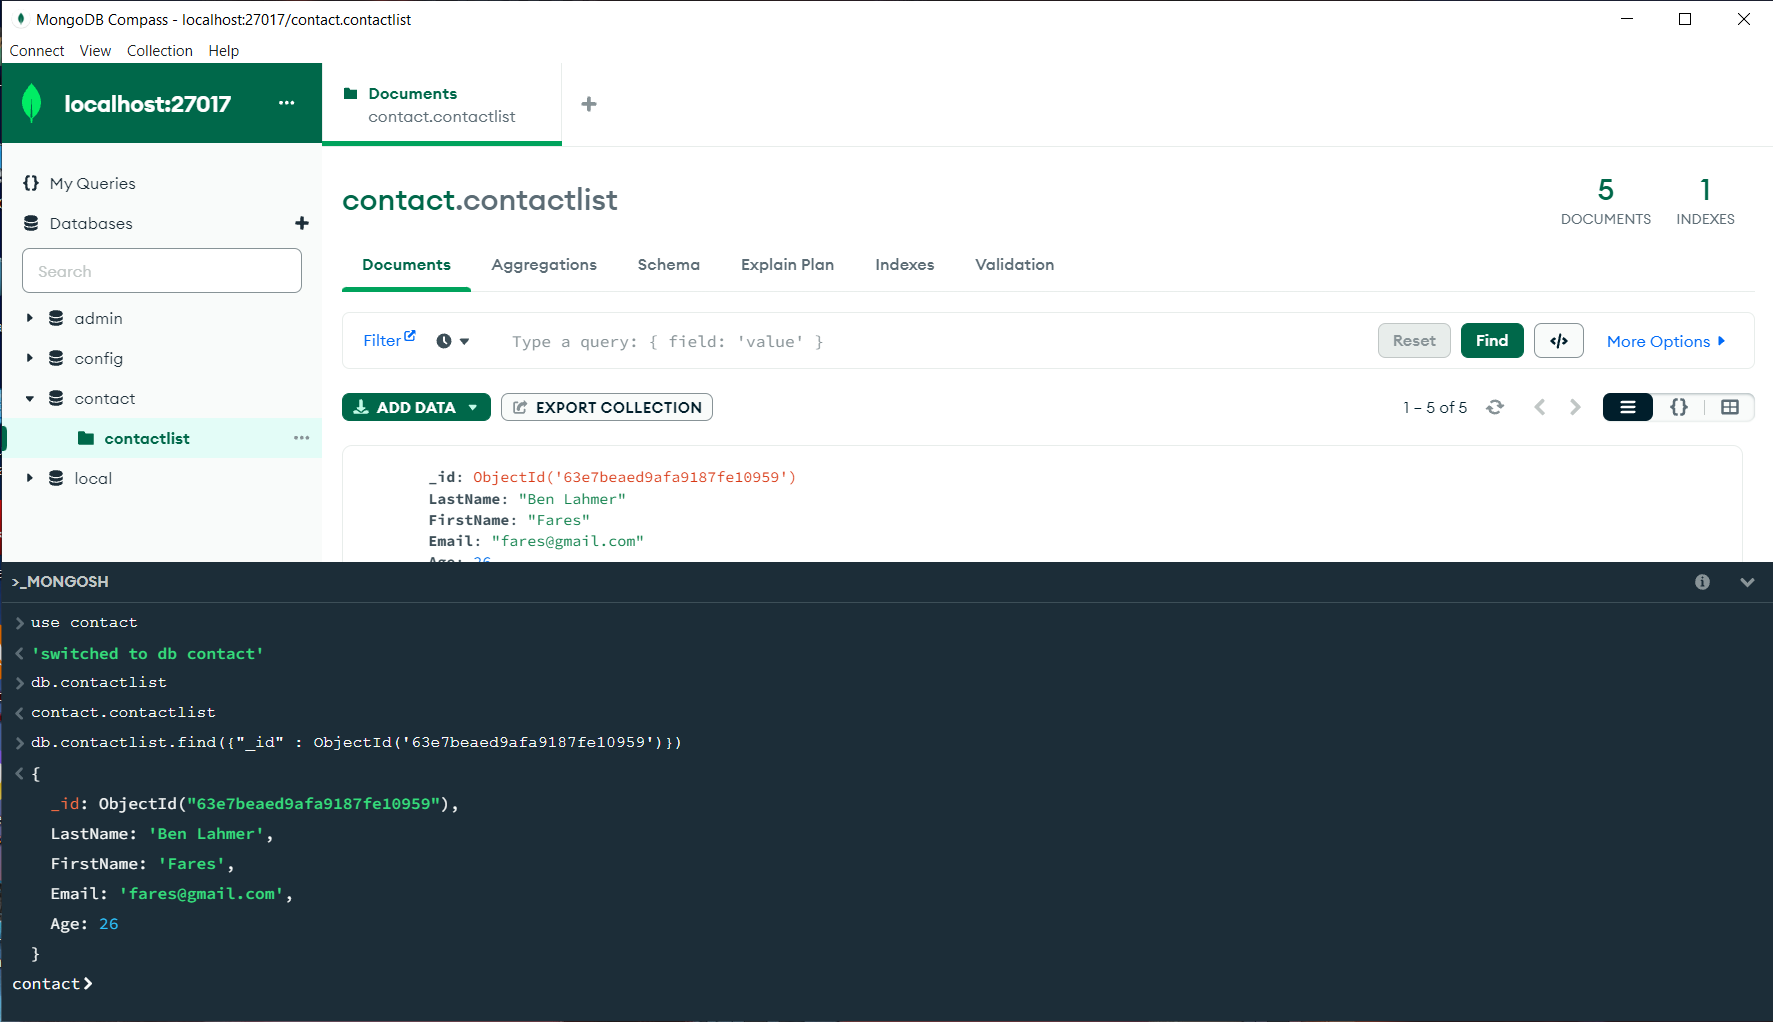 MongoDB Compass - localhost:27017/contact.contactlist
Connect View Collection Help
localhost:27017 ...
Documents
contact.contactlist
My Queries
Databases
Search
admin
config
contact
contactlist ...
local
contact.contactlist
5
DOCUMENTS
1
INDEXES
Documents Aggregations Schema Explain Plan Indexes Validation
Filter Type a query: { field: 'value' } Reset Find </> More Options
ADD DATA EXPORT COLLECTION 1 – 5 of 5 {}
_id: ObjectId('63e7beaed9afa9187fe10959')
LastName: "Ben Lahmer"
FirstName: "Fares"
Email: "fares@gmail.com"
Age: 26
>_MONGOSH
> use contact
< 'switched to db contact'
> db.contactlist
< contact.contactlist
> db.contactlist.find({"_id" : ObjectId('63e7beaed9afa9187fe10959')})
< {
_id: ObjectId("63e7beaed9afa9187fe10959"),
LastName: 'Ben Lahmer',
FirstName: 'Fares',
Email: 'fares@gmail.com',
Age: 26
}
contact>